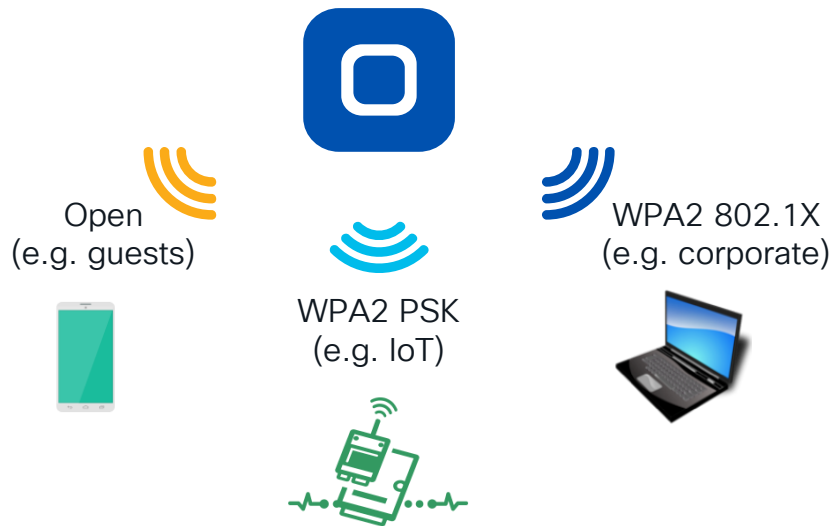 Open
(e.g. guests)
WPA2 PSK
(e.g. IoT)
WPA2 802.1X
(e.g. corporate)